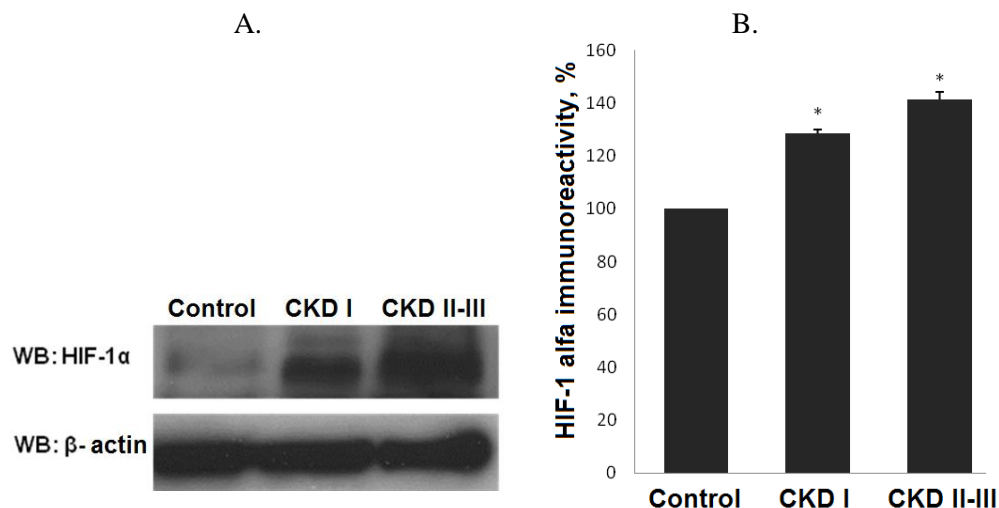 A.
Control CKD I CKD II-III
WB: HIF-1α
WB: β- actin
B.
HIF-1 alfa immunoreactivity, %
160
140
120
100
80
60
40
20
0
*
*
Control CKD I CKD II-III